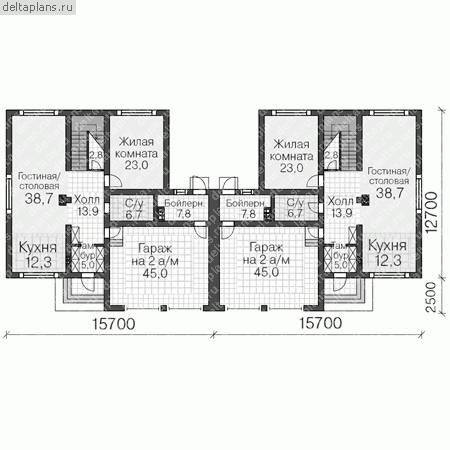 deltaplans.ru
2,8
Жилая
комната
23,0
Гостиная/
столовая
38,7
Холл
13,9
С/у
6,7
Бойлерн.
7,8
Кухня
12,3
Там
бур
5,0
Гараж
на 2 а/м
45,0
Жилая
комната
23,0
2,8
Гостиная/
столовая
38,7
Бойлерн.
7,8
С/у
6,7
Холл
13,9
Гараж
на 2 а/м
45,0
Там
бур
5,0
Кухня
12,3
12700
2500
15700
15700